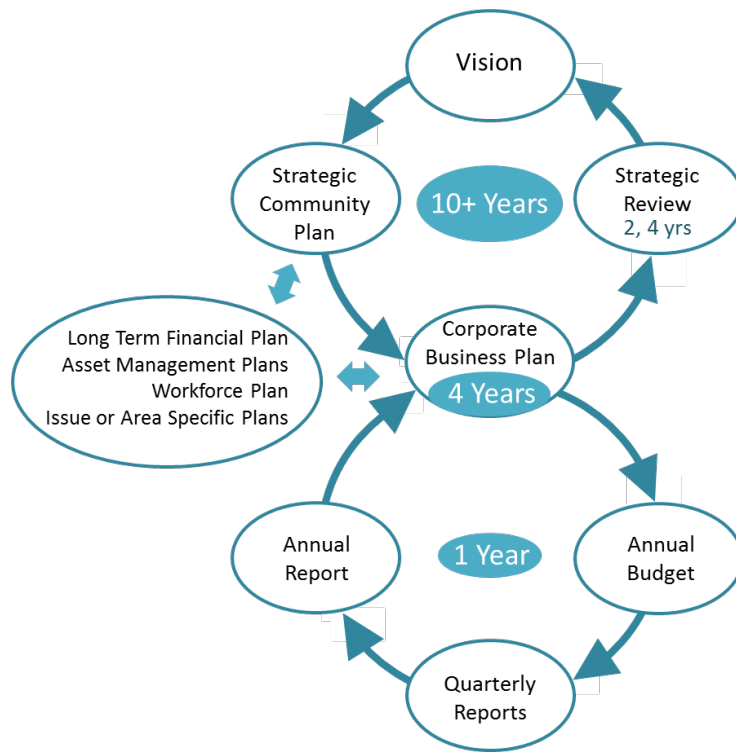 Vision
Strategic
Community
Plan
10+ Years
Strategic
Review
2, 4 yrs
Long Term Financial Plan
Asset Management Plans
Workforce Plan
Issue or Area Specific Plans
Corporate
Business Plan
4 Years
Annual
Report
1 Year
Annual
Budget
Quarterly
Reports